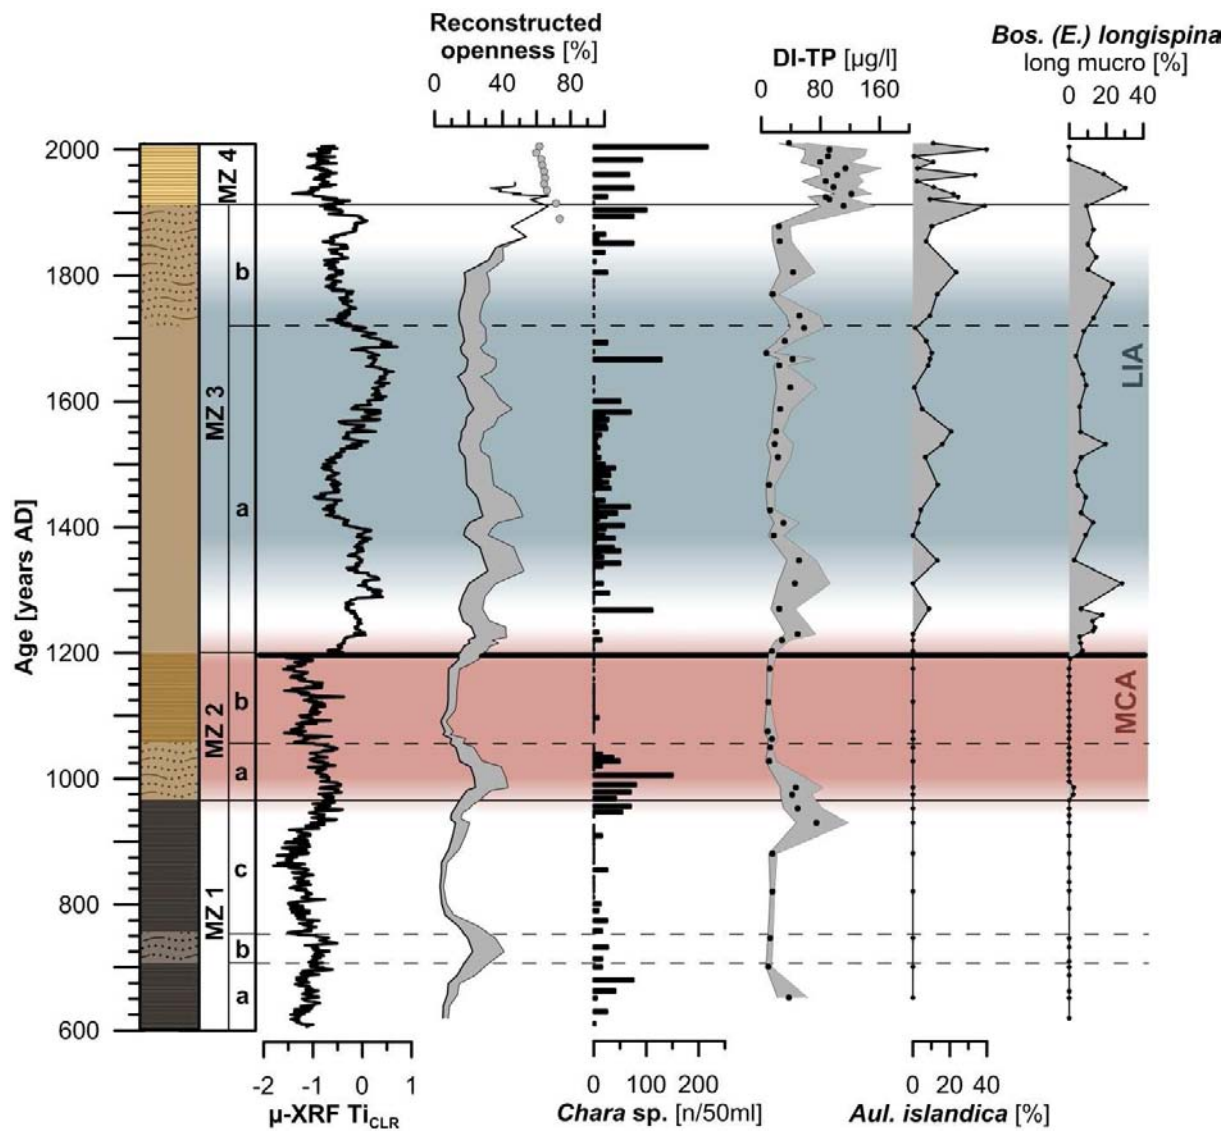 Reconstructed
openness [%]
0 40 80
DI-TP [µg/l]
0 80 160
Bos. (E.) longispina
long mucro [%]
0 20 40
Age [years AD]
2000
1800
1600
1400
1200
1000
800
600
MZ 4
MZ 3
b
a
MZ 2
b
a
MZ 1
c
b
a
LIA
MCA
-2 -1 0 1
µ-XRF TiCLR
0 100 200
Chara sp. [n/50ml]
0 20 40
Aul. islandica [%]